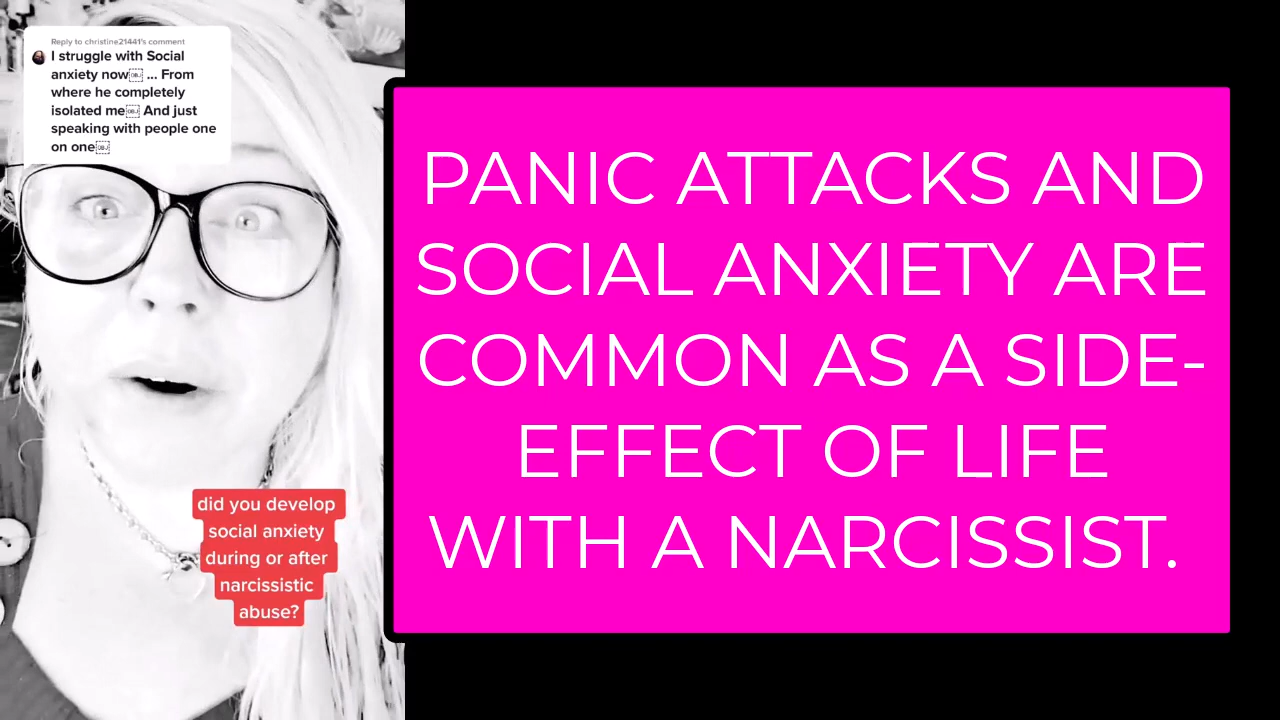 Reply to christine21441's comment
I struggle with Social
anxiety now￼ ... From
where he completely
isolated me￼ And just
speaking with people one
on one￼
did you develop
social anxiety
during or after
narcissistic
abuse?
PANIC ATTACKS AND
SOCIAL ANXIETY ARE
COMMON AS A SIDE-
EFFECT OF LIFE
WITH A NARCISSIST.